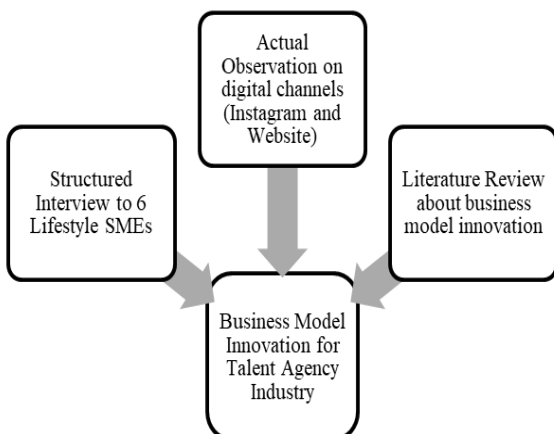 Actual
Observation on
digital channels
(Instagram and
Website)
Structured
Interview to 6
Lifestyle SMEs
Literature Review
about business
model innovation
Business Model
Innovation for
Talent Agency
Industry